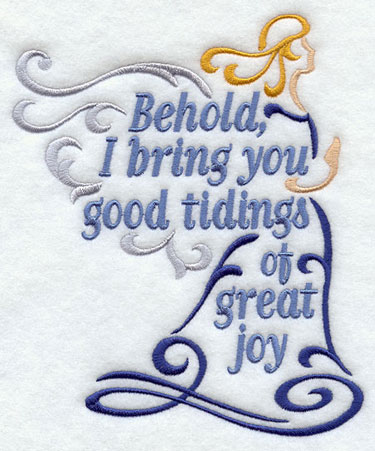 Behold,
I bring you
good tidings
of
great
joy